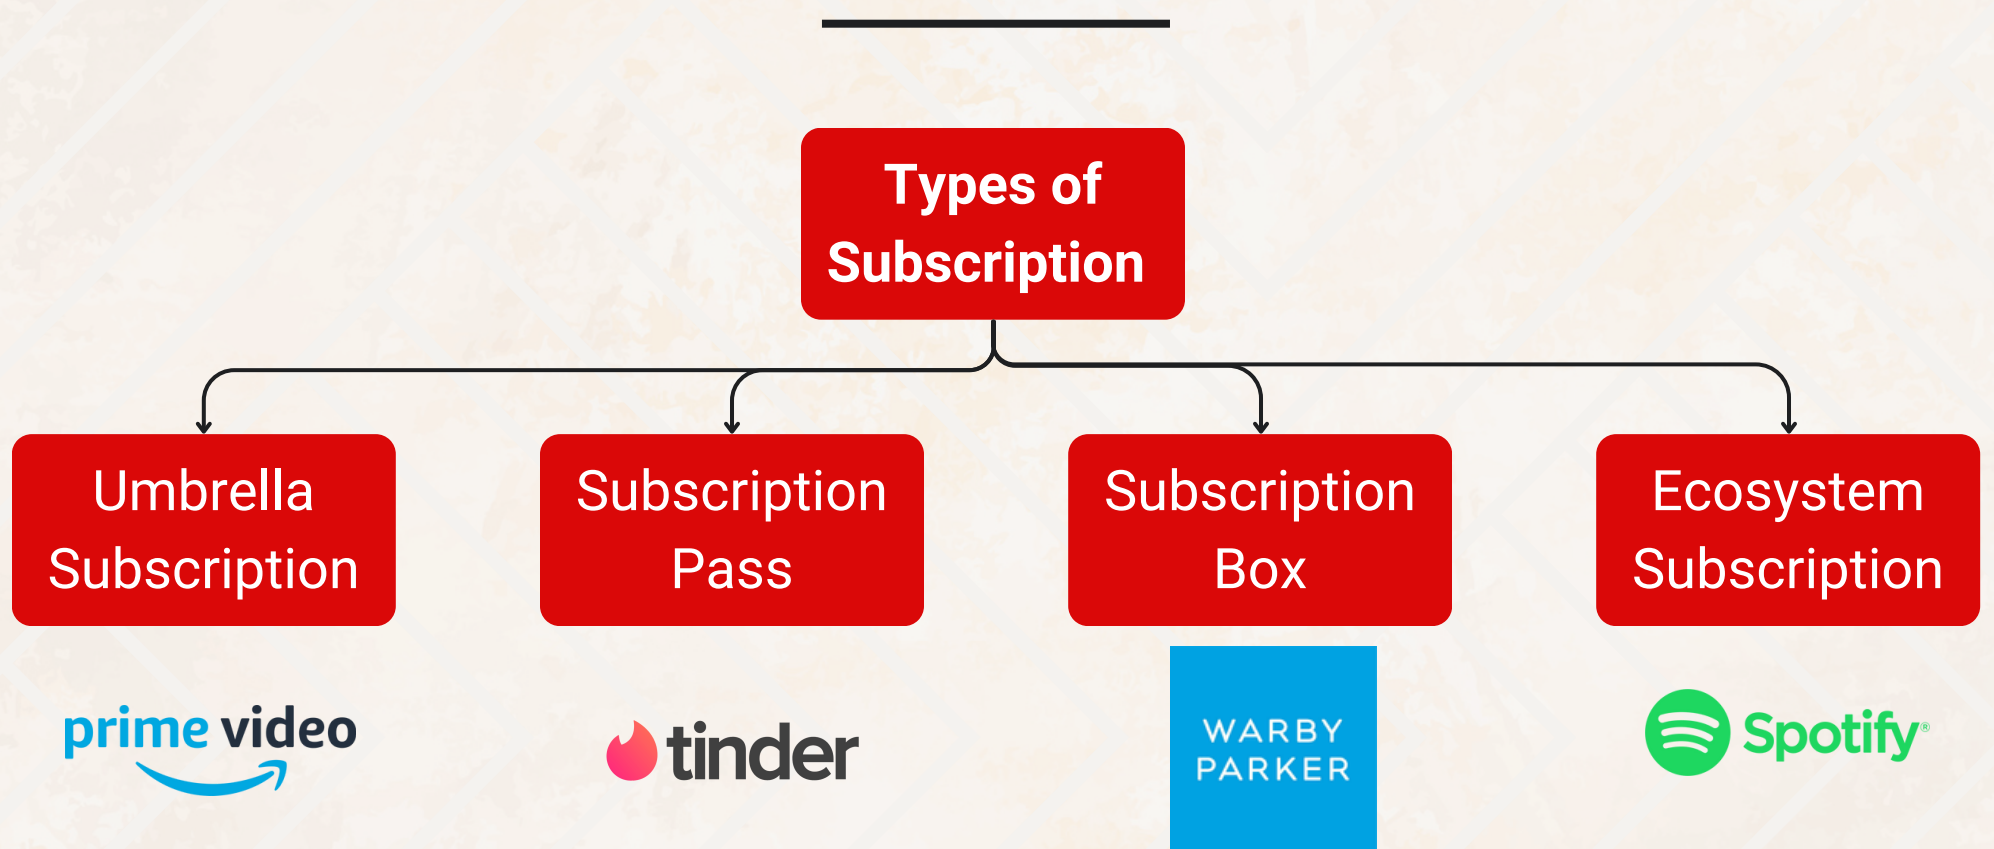 Types of
Subscription
Umbrella
Subscription
Subscription
Pass
Subscription
Box
Ecosystem
Subscription
prime video
tinder
WARBY
PARKER
Spotify®